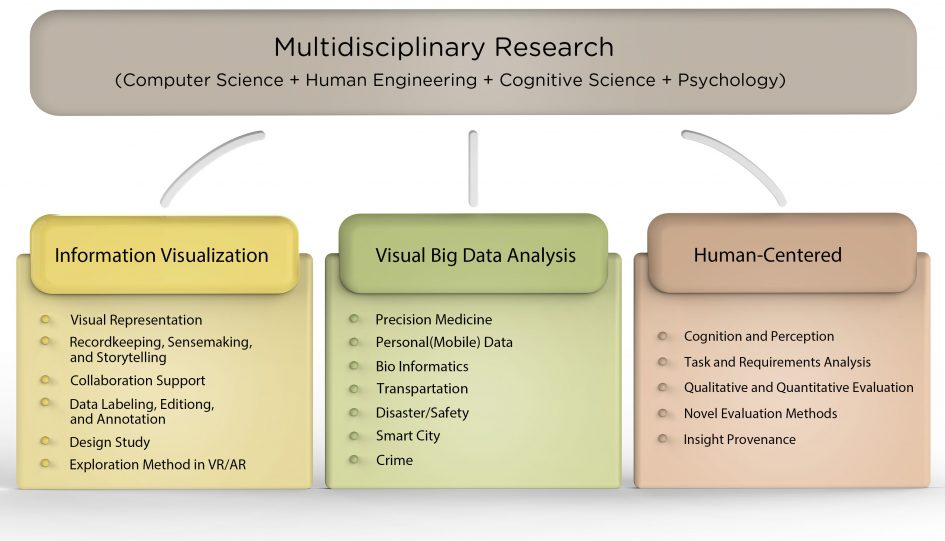 Multidisciplinary Research
(Computer Science + Human Engineering + Cognitive Science + Psychology)
Information Visualization
Visual Representation
Recordkeeping, Sensemaking,
and Storytelling
Collaboration Support
Data Labeling, Editiong,
and Annotation
Design Study
Exploration Method in VR/AR
Visual Big Data Analysis
Precision Medicine
Personal(Mobile) Data
Bio Informatics
Transpartation
Disaster/Safety
Smart City
Crime
Human-Centered
Cognition and Perception
Task and Requirements Analysis
Qualitative and Quantitative Evaluation
Novel Evaluation Methods
Insight Provenance